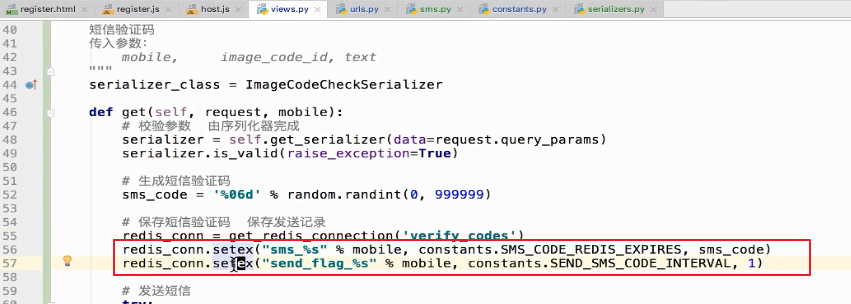 register.html register.js host.js views.py urls.py sms.py constants.py serializers.py
40 短信验证码
41 传入参数:
42 mobile, image_code_id, text
43 """
44 serializer_class = ImageCodeCheckSerializer
45
46 def get(self, request, mobile):
47 # 校验参数 由序列化器完成
48 serializer = self.get_serializer(data=request.query_params)
49 serializer.is_valid(raise_exception=True)
50
51 # 生成短信验证码
52 sms_code = '%06d' % random.randint(0, 999999)
53
54 # 保存短信验证码 保存发送记录
55 redis_conn = get_redis_connection('verify_codes')
56 redis_conn.setex("sms_%s" % mobile, constants.SMS_CODE_REDIS_EXPIRES, sms_code)
57 redis_conn.setex("send_flag_%s" % mobile, constants.SEND_SMS_CODE_INTERVAL, 1)
58
59 # 发送短信
60 try: